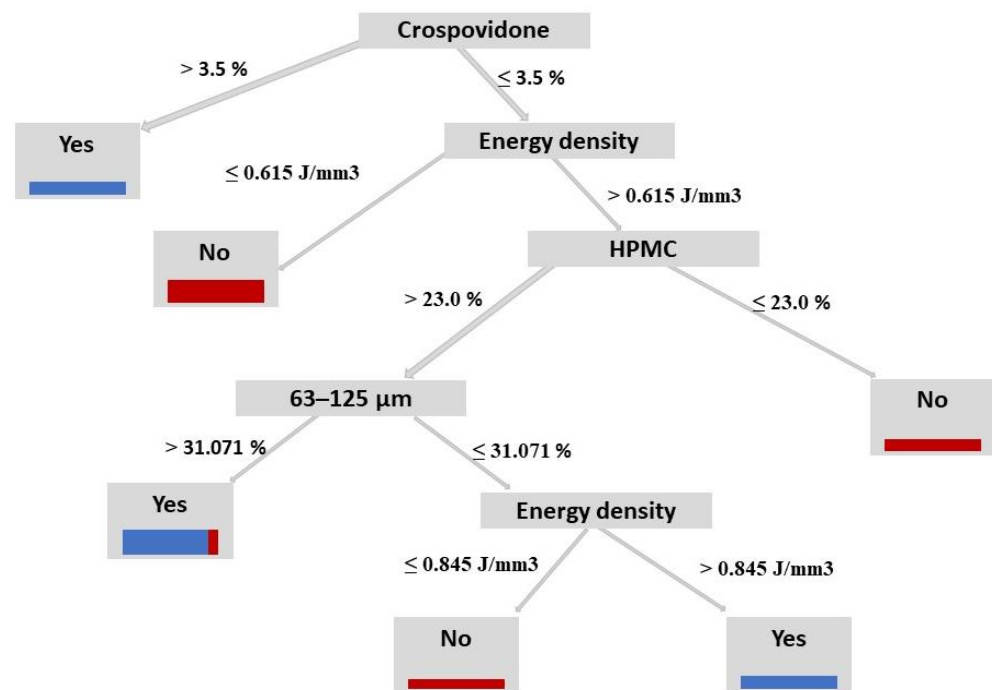 Crospovidone
> 3.5 %
≤ 3.5 %
Yes
Energy density
≤ 0.615 J/mm3
> 0.615 J/mm3
No
HPMC
> 23.0 %
≤ 23.0 %
63–125 µm
No
> 31.071 %
≤ 31.071 %
Yes
Energy density
≤ 0.845 J/mm3
> 0.845 J/mm3
No
Yes